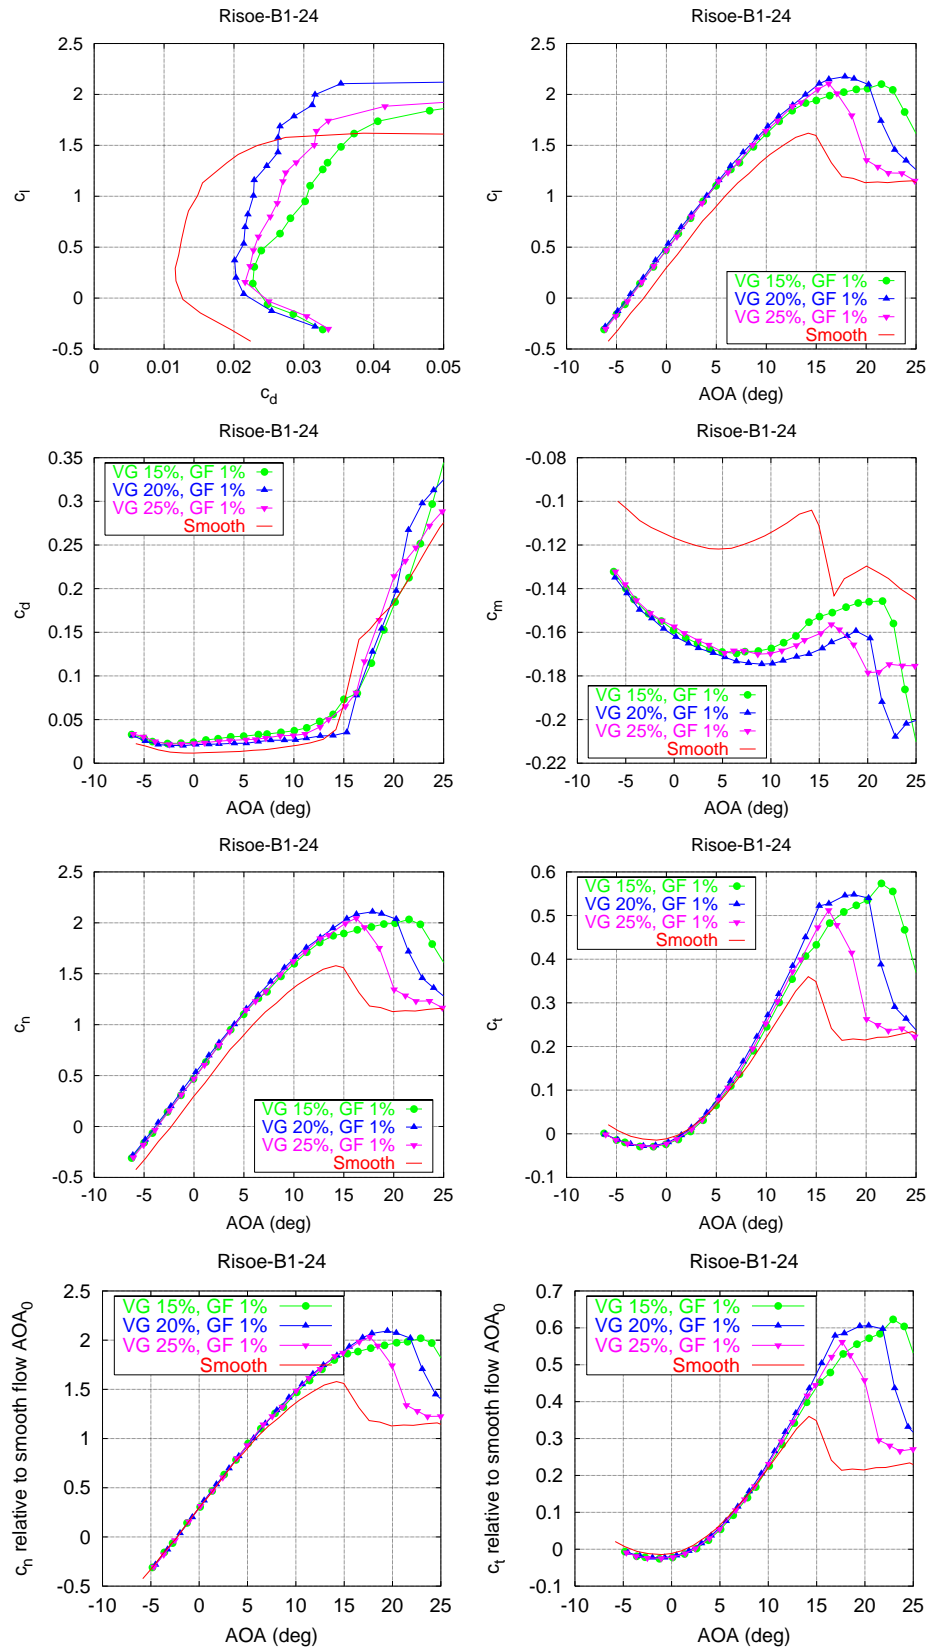 Risoe-B1-24
2.5
2
1.5
1
0.5
0
-0.5
0
0.01
0.02
0.03
0.04
0.05
c_l
c_d
Risoe-B1-24
2.5
2
1.5
1
0.5
0
-0.5
-10
-5
0
5
10
15
20
25
c_l
AOA (deg)
VG 15%, GF 1%
VG 20%, GF 1%
VG 25%, GF 1%
Smooth
Risoe-B1-24
0.35
0.3
0.25
0.2
0.15
0.1
0.05
0
-10
-5
0
5
10
15
20
25
c_d
AOA (deg)
VG 15%, GF 1%
VG 20%, GF 1%
VG 25%, GF 1%
Smooth
Risoe-B1-24
-0.08
-0.1
-0.12
-0.14
-0.16
-0.18
-0.2
-0.22
-10
-5
0
5
10
15
20
25
c_m
AOA (deg)
VG 15%, GF 1%
VG 20%, GF 1%
VG 25%, GF 1%
Smooth
Risoe-B1-24
2.5
2
1.5
1
0.5
0
-0.5
-10
-5
0
5
10
15
20
25
c_n
AOA (deg)
VG 15%, GF 1%
VG 20%, GF 1%
VG 25%, GF 1%
Smooth
Risoe-B1-24
0.6
0.5
0.4
0.3
0.2
0.1
0
-0.1
-10
-5
0
5
10
15
20
25
c_t
AOA (deg)
VG 15%, GF 1%
VG 20%, GF 1%
VG 25%, GF 1%
Smooth
Risoe-B1-24
2.5
2
1.5
1
0.5
0
-0.5
-10
-5
0
5
10
15
20
25
c_n relative to smooth flow AOA_0
AOA (deg)
VG 15%, GF 1%
VG 20%, GF 1%
VG 25%, GF 1%
Smooth
Risoe-B1-24
0.7
0.6
0.5
0.4
0.3
0.2
0.1
0
-0.1
-10
-5
0
5
10
15
20
25
c_t relative to smooth flow AOA_0
AOA (deg)
VG 15%, GF 1%
VG 20%, GF 1%
VG 25%, GF 1%
Smooth